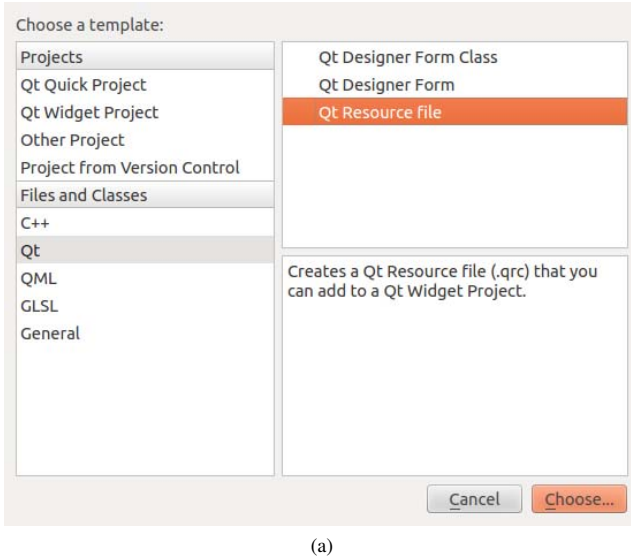 Choose a template:
Projects
Qt Quick Project
Qt Widget Project
Other Project
Project from Version Control
Files and Classes
C++
Qt
QML
GLSL
General
Qt Designer Form Class
Qt Designer Form
Qt Resource file
Creates a Qt Resource file (.qrc) that you
can add to a Qt Widget Project.
Cancel
Choose...
(a)